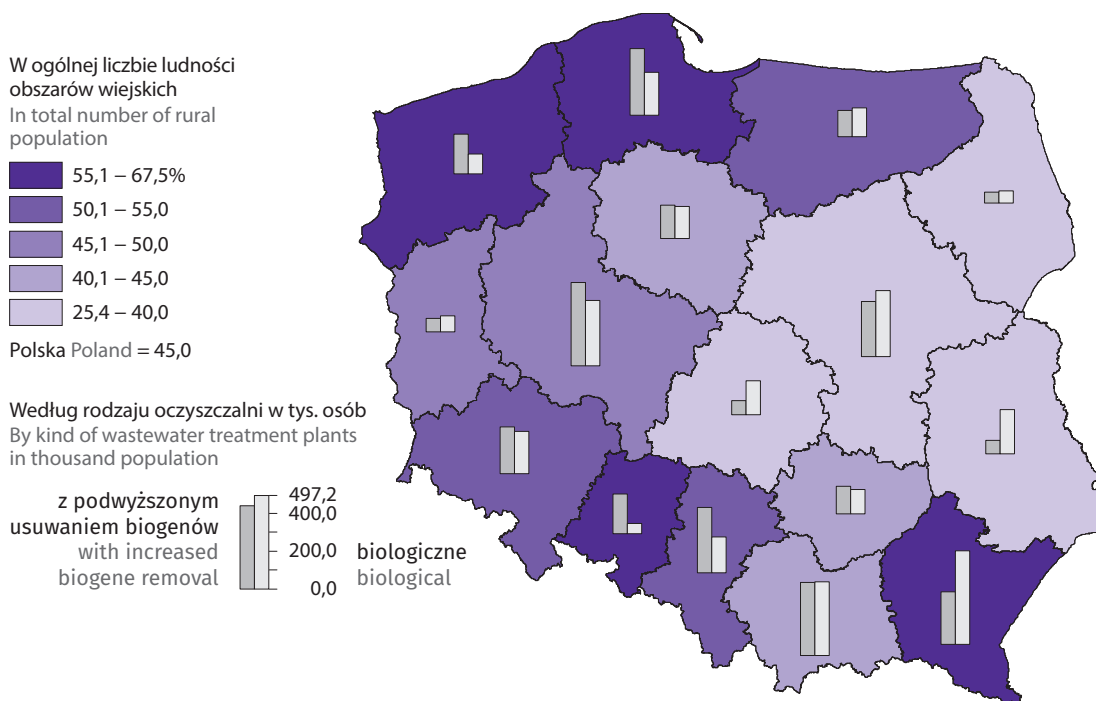 W ogólnej liczbie ludności
obszarów wiejskich
In total number of rural
population
55,1 – 67,5%
50,1 – 55,0
45,1 – 50,0
40,1 – 45,0
25,4 – 40,0
Polska Poland = 45,0
Według rodzaju oczyszczalni w tys. osób
By kind of wastewater treatment plants
in thousand population
z podwyższonym
usuwaniem biogenów
with increased
biogene removal
497,2
400,0
200,0
0,0
biologiczne
biological